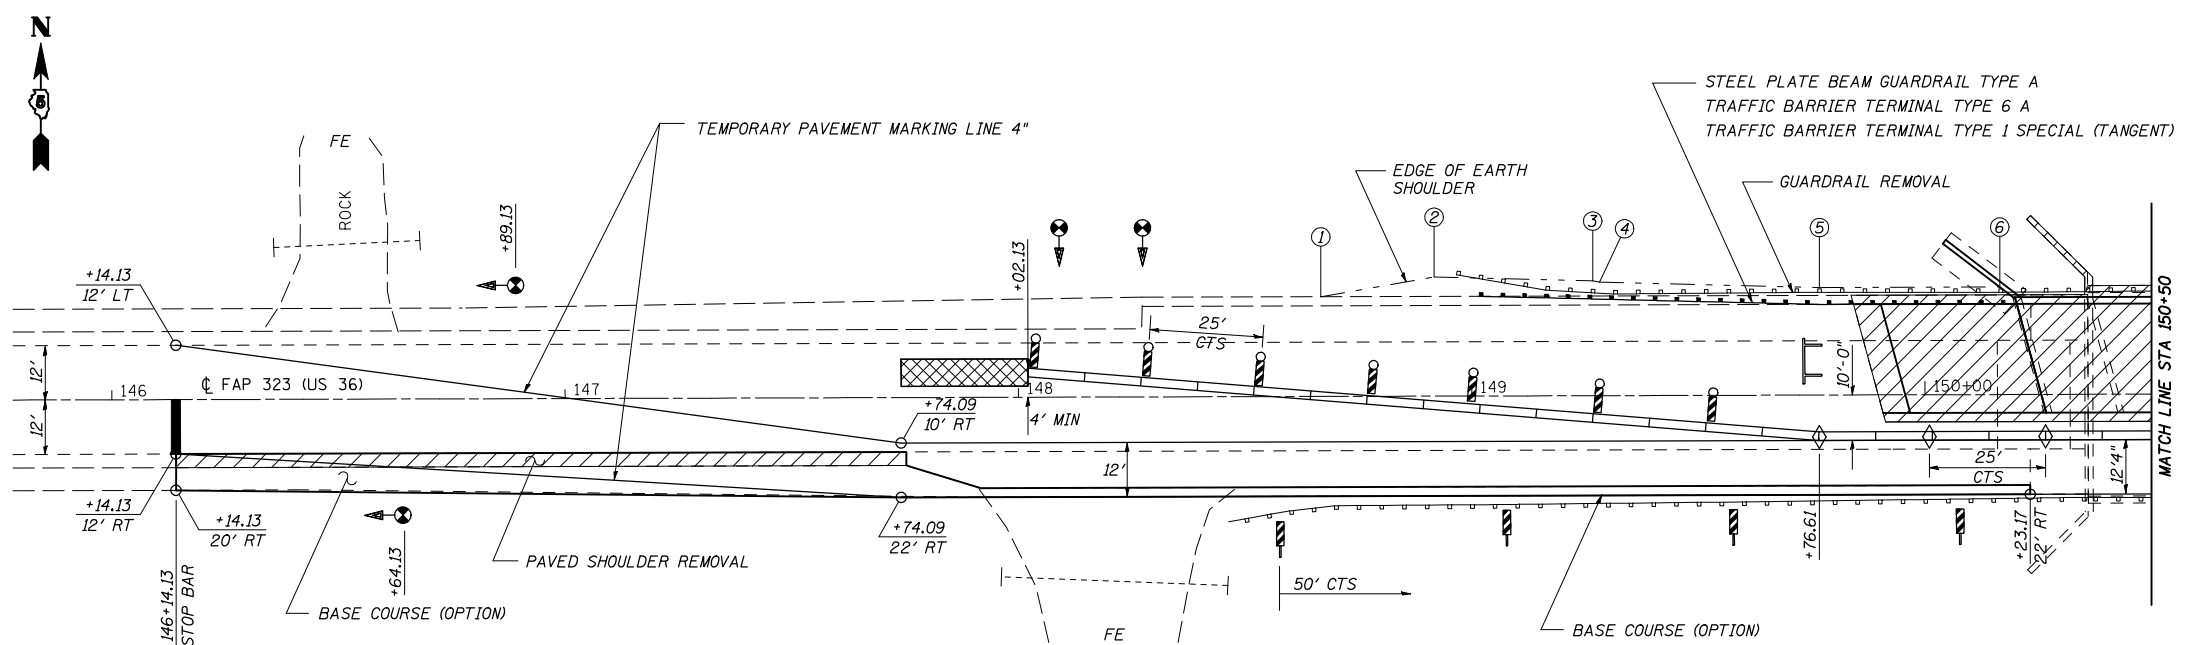 N
5
FE
ROCK
TEMPORARY PAVEMENT MARKING LINE 4"
STEEL PLATE BEAM GUARDRAIL TYPE A
TRAFFIC BARRIER TERMINAL TYPE 6 A
TRAFFIC BARRIER TERMINAL TYPE 1 SPECIAL (TANGENT)
EDGE OF EARTH
SHOULDER
GUARDRAIL REMOVAL
+89.13
+02.13
1
2
3
4
5
6
+14.13
12' LT
25'
CTS
12'
12'
146
℄ FAP 323 (US 36)
147
148
149
150+00
10'-0"
4' MIN
+74.09
10' RT
12'
25'
CTS
12'4"
MATCH LINE STA 150+50
+14.13
12' RT
+14.13
20' RT
+74.09
22' RT
+76.61
+23.17
22' RT
146+14.13
STOP BAR
+64.13
PAVED SHOULDER REMOVAL
BASE COURSE (OPTION)
50' CTS
FE
BASE COURSE (OPTION)